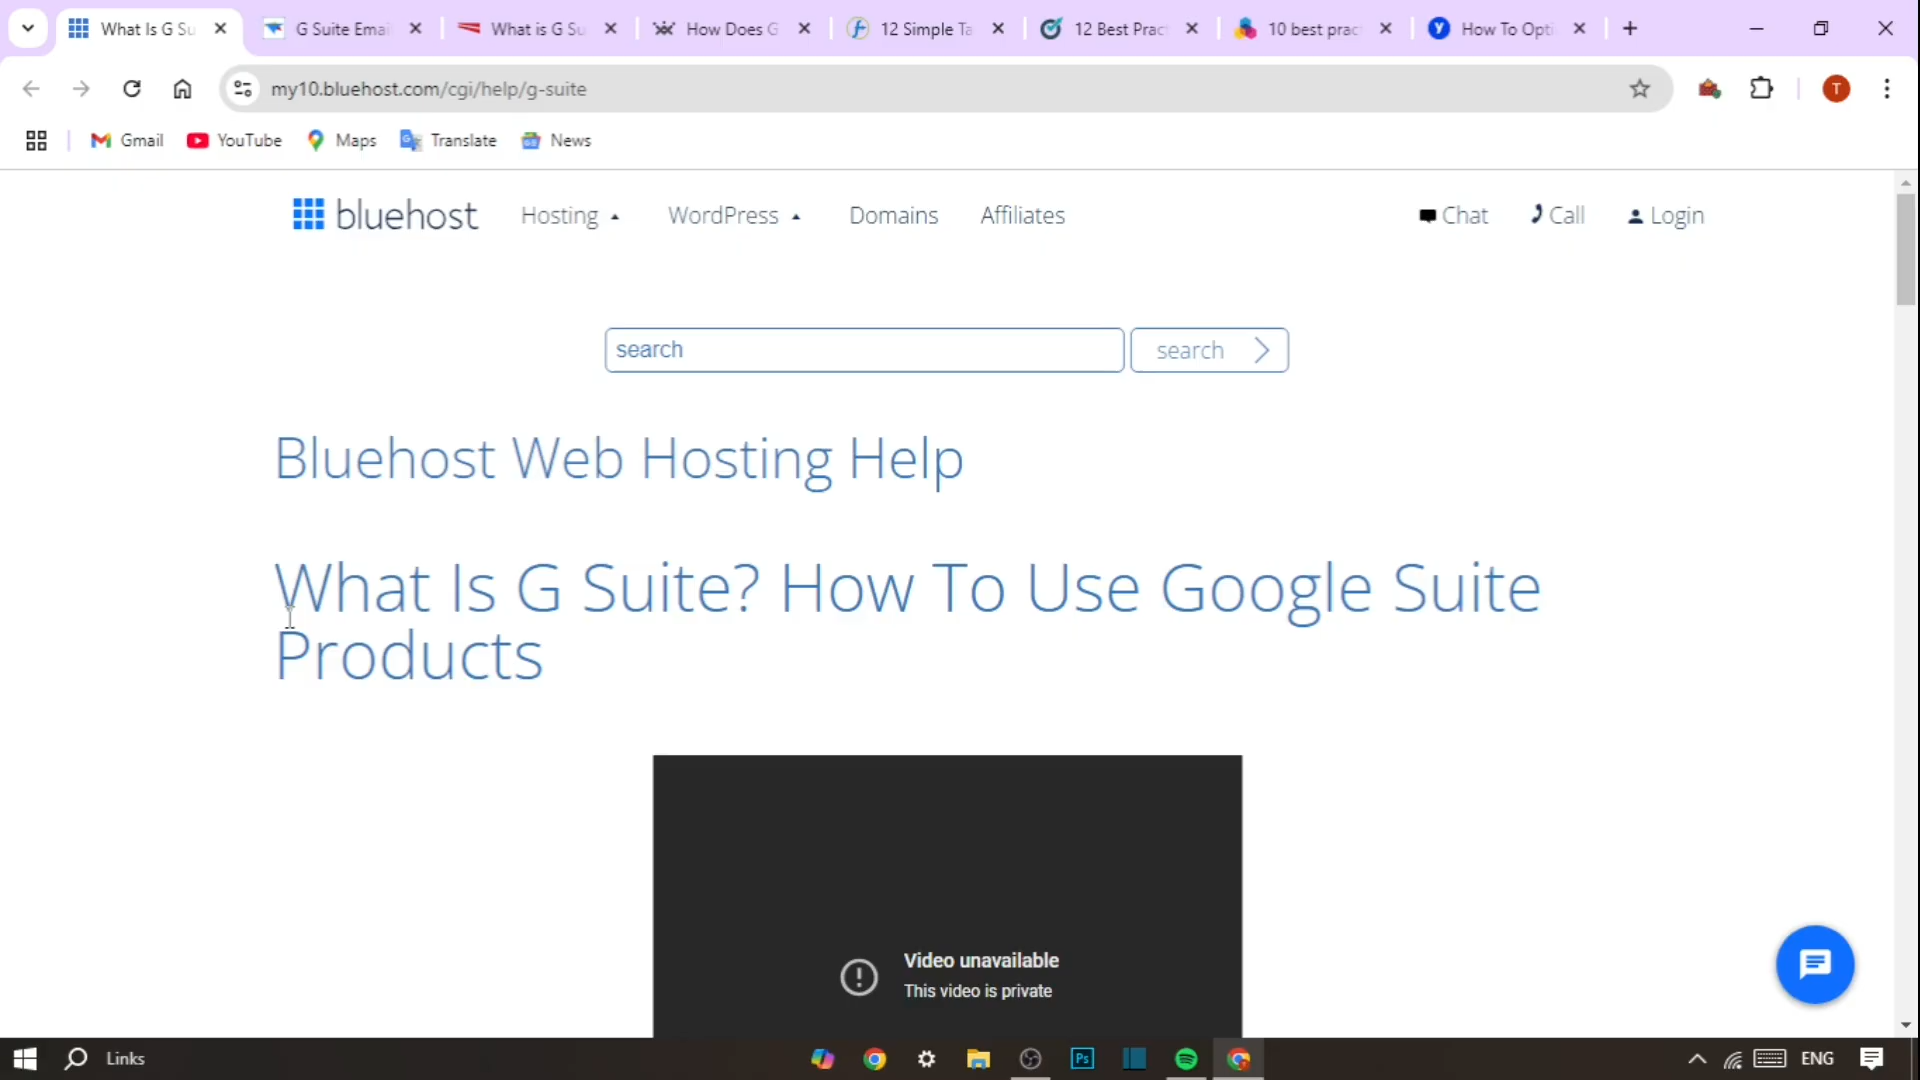 What Is G Su
G Suite Emai
What is G Su
How Does G
12 Simple Ta
12 Best Prac
10 best prac
How To Opti
my10.bluehost.com/cgi/help/g-suite
T
Gmail
YouTube
Maps
Translate
News
bluehost
Hosting
WordPress
Domains
Affiliates
Chat
Call
Login
search
search
Bluehost Web Hosting Help
What Is G Suite? How To Use Google Suite
Products
Video unavailable
This video is private
Links
Ps
ENG